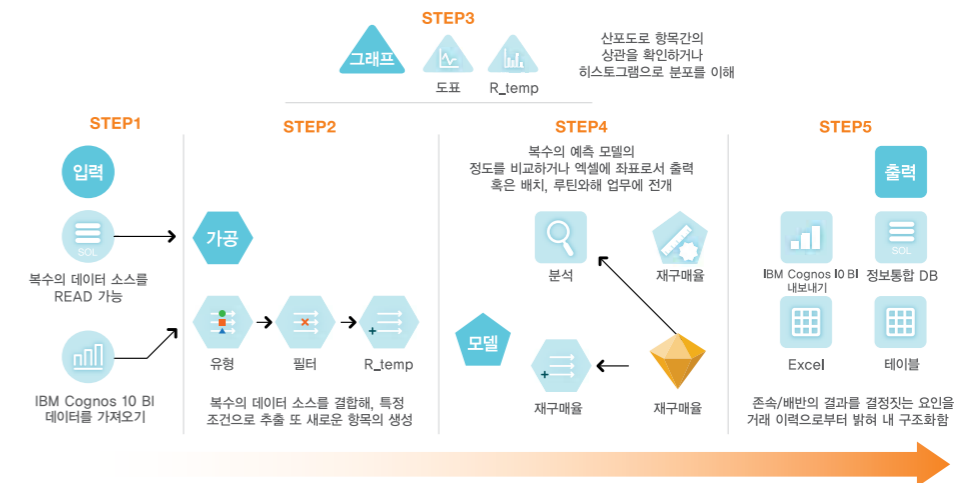 STEP3
그래프
도표
R_temp
산포도로 항목간의
상관을 확인하거나
히스토그램으로 분포를 이해
STEP1
입력
SOL
복수의 데이터 소스를
READ 가능
IBM Cognos 10 BI
데이터를 가져오기
STEP2
가공
유형
필터
R_temp
복수의 데이터 소스를 결합해, 특정
조건으로 추출 또 새로운 항목의 생성
STEP4
복수의 예측 모델의
정도를 비교하거나 엑셀에 좌표로서 출력
혹은 배치, 루틴와해 업무에 전개
분석
재구매율
모델
재구매율
재구매율
STEP5
출력
IBM Cognos IO BI
내보내기
SOL
정보통합 DB
Excel
테이블
존속/배반의 결과를 결정짓는 요인을
거래 이력으로부터 밝혀 내 구조화함